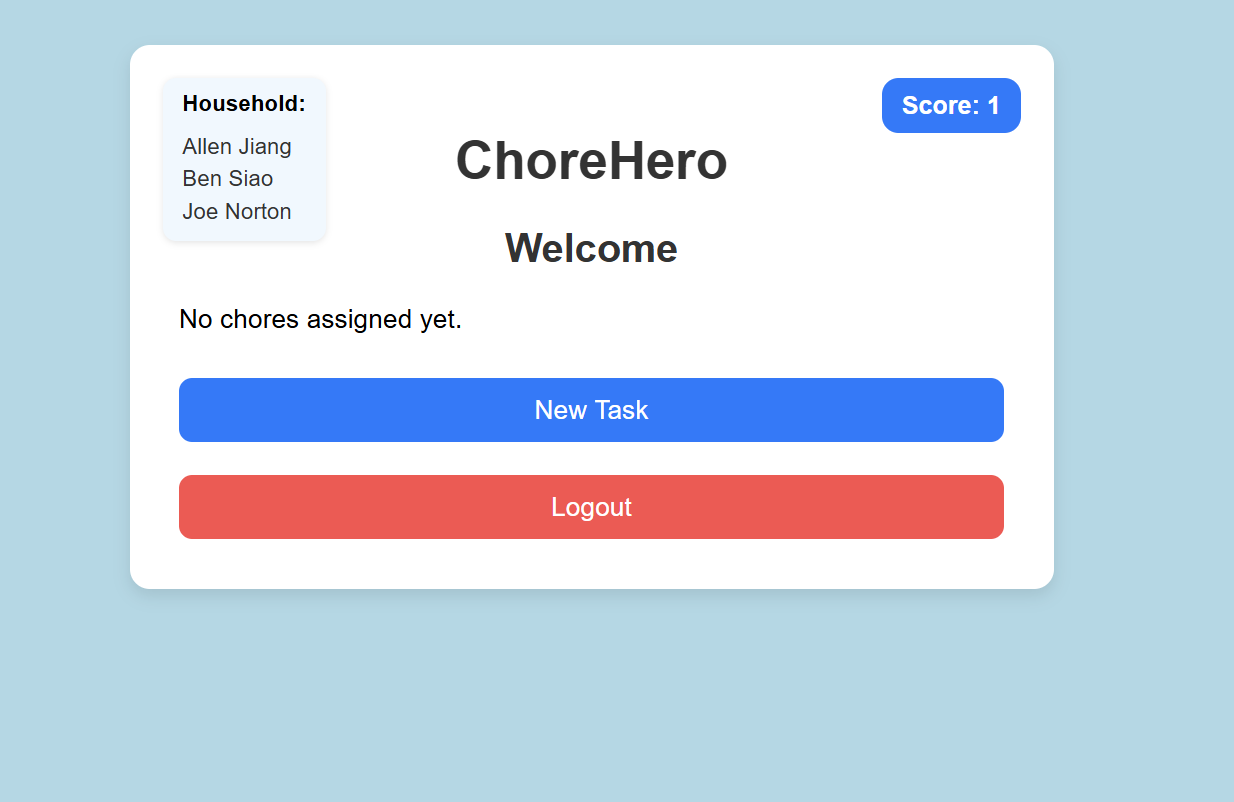 Household:
Allen Jiang
Ben Siao
Joe Norton
Score: 1
ChoreHero
Welcome
No chores assigned yet.
New Task
Logout